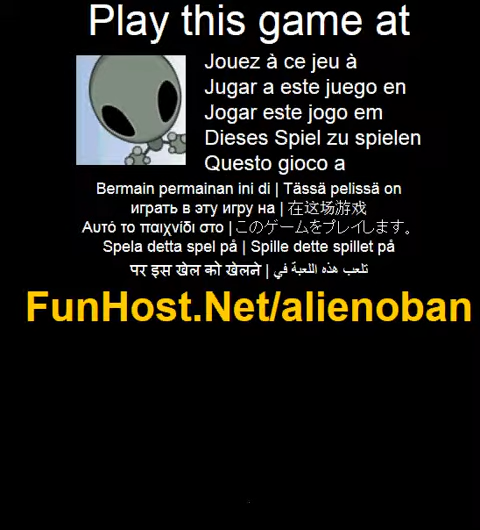 Play this game at
Jouez à ce jeu à
Jugar a este juego en
Jogar este jogo em
Dieses Spiel zu spielen
Questo gioco a
Bermain permainan ini di | Tässä pelissä on
играть в эту игру на | 在这场游戏
Αυτό το παιχνίδι στο | このゲームをプレイします。
Spela detta spel på | Spille dette spillet på
पर इस खेल को खेलने | تلعب هذه اللعبة في
FunHost.Net/alienoban